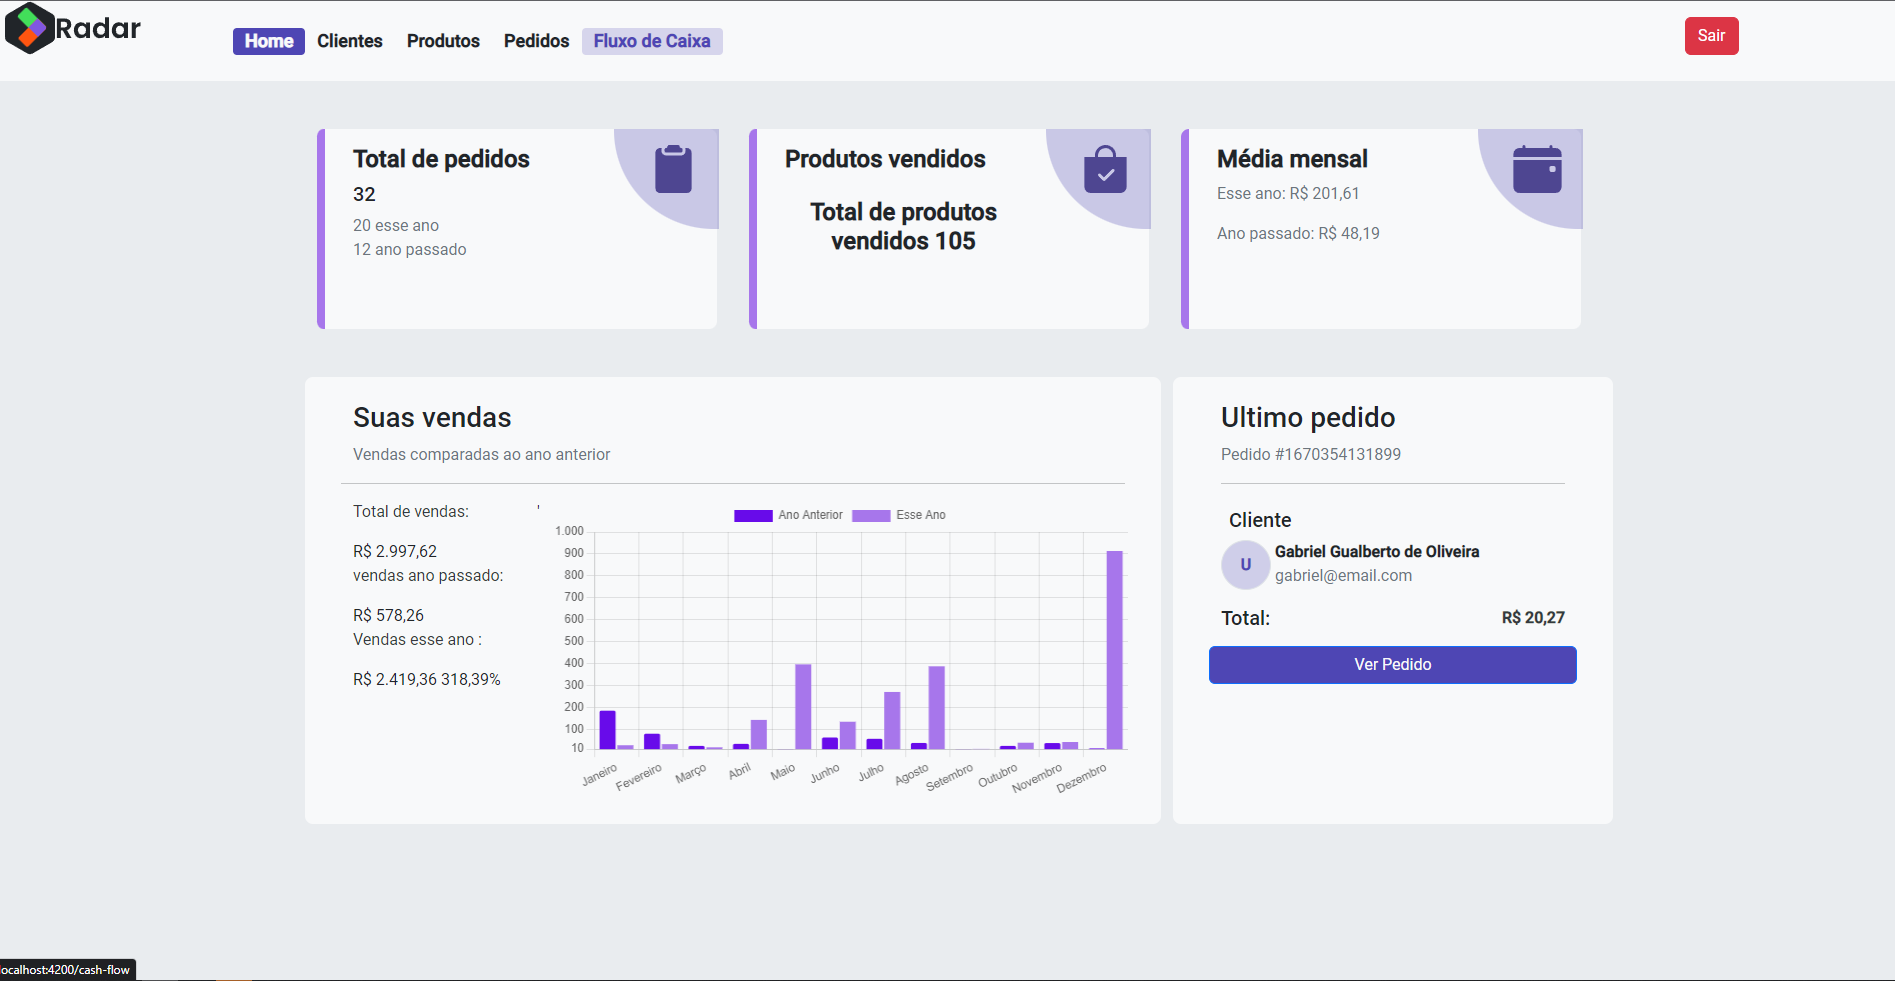 Radar
Home Clientes Produtos Pedidos Fluxo de Caixa
Sair
Total de pedidos
32
20 esse ano
12 ano passado
Produtos vendidos
Total de produtos
vendidos 105
Média mensal
Esse ano: R$ 201,61
Ano passado: R$ 48,19
Suas vendas
Vendas comparadas ao ano anterior
Total de vendas:
R$ 2.997,62
vendas ano passado:
R$ 578,26
Vendas esse ano :
R$ 2.419,36 318,39%
'
Ano Anterior Esse Ano
1.000
900
800
700
600
500
400
300
200
100
10
Janeiro Fevereiro Março Abril Maio Junho Julho Agosto Setembro Outubro Novembro Dezembro
Ultimo pedido
Pedido #1670354131899
Cliente
U
Gabriel Gualberto de Oliveira
gabriel@email.com
Total: R$ 20,27
Ver Pedido
ocalhost:4200/cash-flow